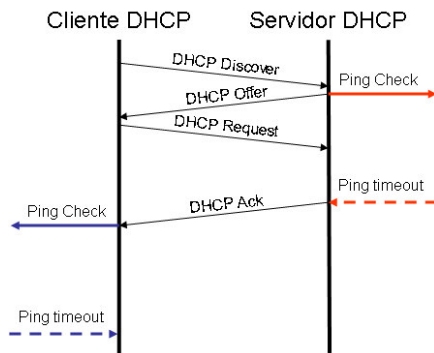 Cliente DHCP
Servidor DHCP
DHCP Discover
Ping Check
DHCP Offer
DHCP Request
Ping timeout
DHCP Ack
Ping Check
Ping timeout